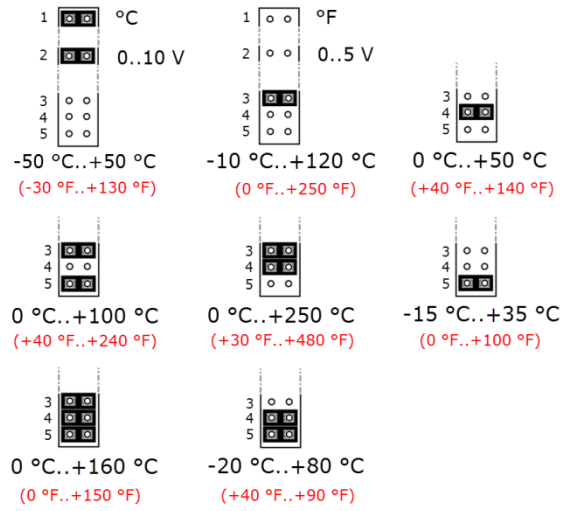 1 °C
2 0..10 V
3
4
5
-50 °C..+50 °C
(-30 °F..+130 °F)
1 °F
2 0..5 V
3
4
5
-10 °C..+120 °C
(0 °F..+250 °F)
3
4
5
0 °C..+50 °C
(+40 °F..+140 °F)
3
4
5
0 °C..+100 °C
(+40 °F..+240 °F)
3
4
5
0 °C..+250 °C
(+30 °F..+480 °F)
3
4
5
-15 °C..+35 °C
(0 °F..+100 °F)
3
4
5
0 °C..+160 °C
(0 °F..+150 °F)
3
4
5
-20 °C..+80 °C
(+40 °F..+90 °F)